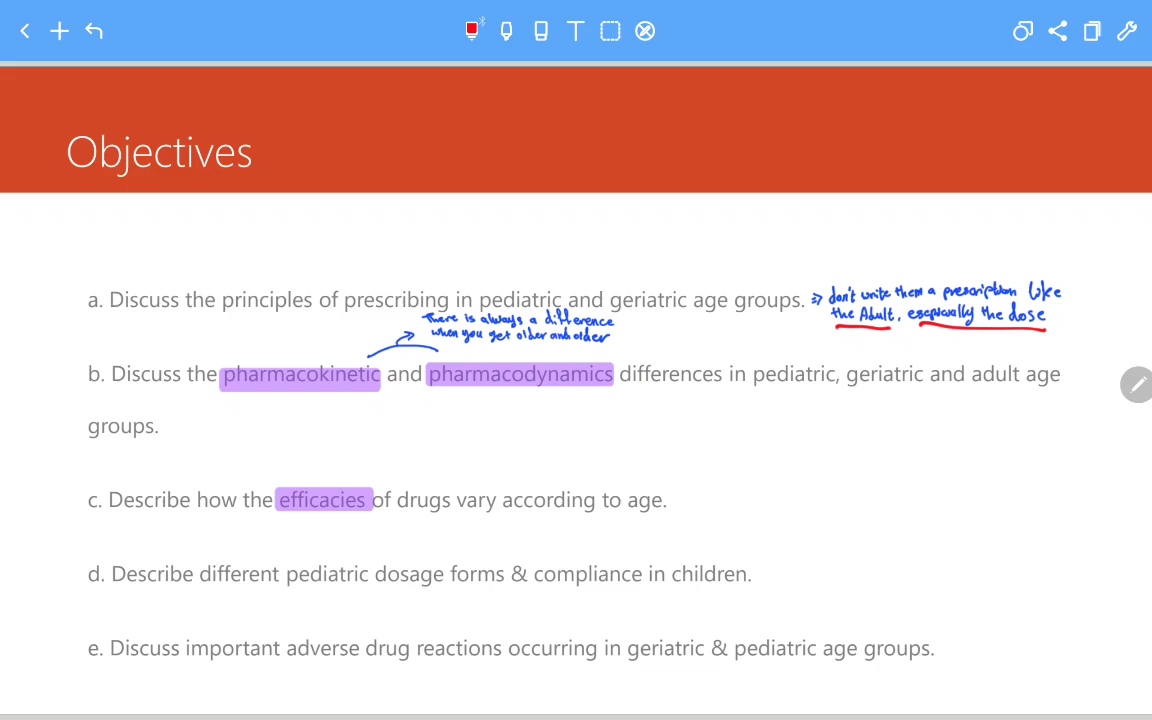 Objectives
a. Discuss the principles of prescribing in pediatric and geriatric age groups. => don't write them a prescription like
the Adult, escpicially the dose
There is always a difference
when you get older and older
b. Discuss the pharmacokinetic and pharmacodynamics differences in pediatric, geriatric and adult age
groups.
c. Describe how the efficacies of drugs vary according to age.
d. Describe different pediatric dosage forms & compliance in children.
e. Discuss important adverse drug reactions occurring in geriatric & pediatric age groups.